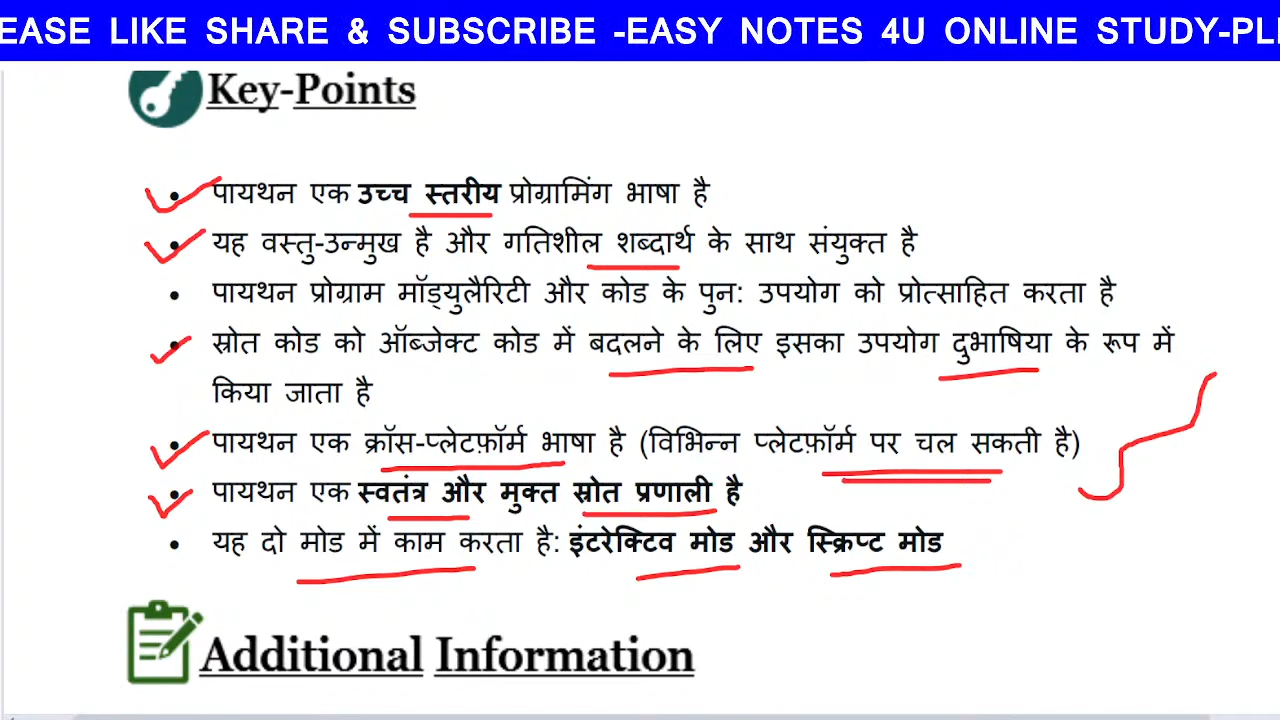 EASE LIKE SHARE & SUBSCRIBE -EASY NOTES 4U ONLINE STUDY-PL
Key-Points
• पायथन एक उच्च स्तरीय प्रोग्रामिंग भाषा है
• यह वस्तु-उन्मुख है और गतिशील शब्दार्थ के साथ संयुक्त है
• पायथन प्रोग्राम मॉड्युलैरिटी और कोड के पुन: उपयोग को प्रोत्साहित करता है
• स्रोत कोड को ऑब्जेक्ट कोड में बदलने के लिए इसका उपयोग दुभाषिया के रूप में
किया जाता है
• पायथन एक क्रॉस-प्लेटफ़ॉर्म भाषा है (विभिन्न प्लेटफ़ॉर्म पर चल सकती है)
• पायथन एक स्वतंत्र और मुक्त स्रोत प्रणाली है
• यह दो मोड में काम करता है: इंटरेक्टिव मोड और स्क्रिप्ट मोड
Additional Information